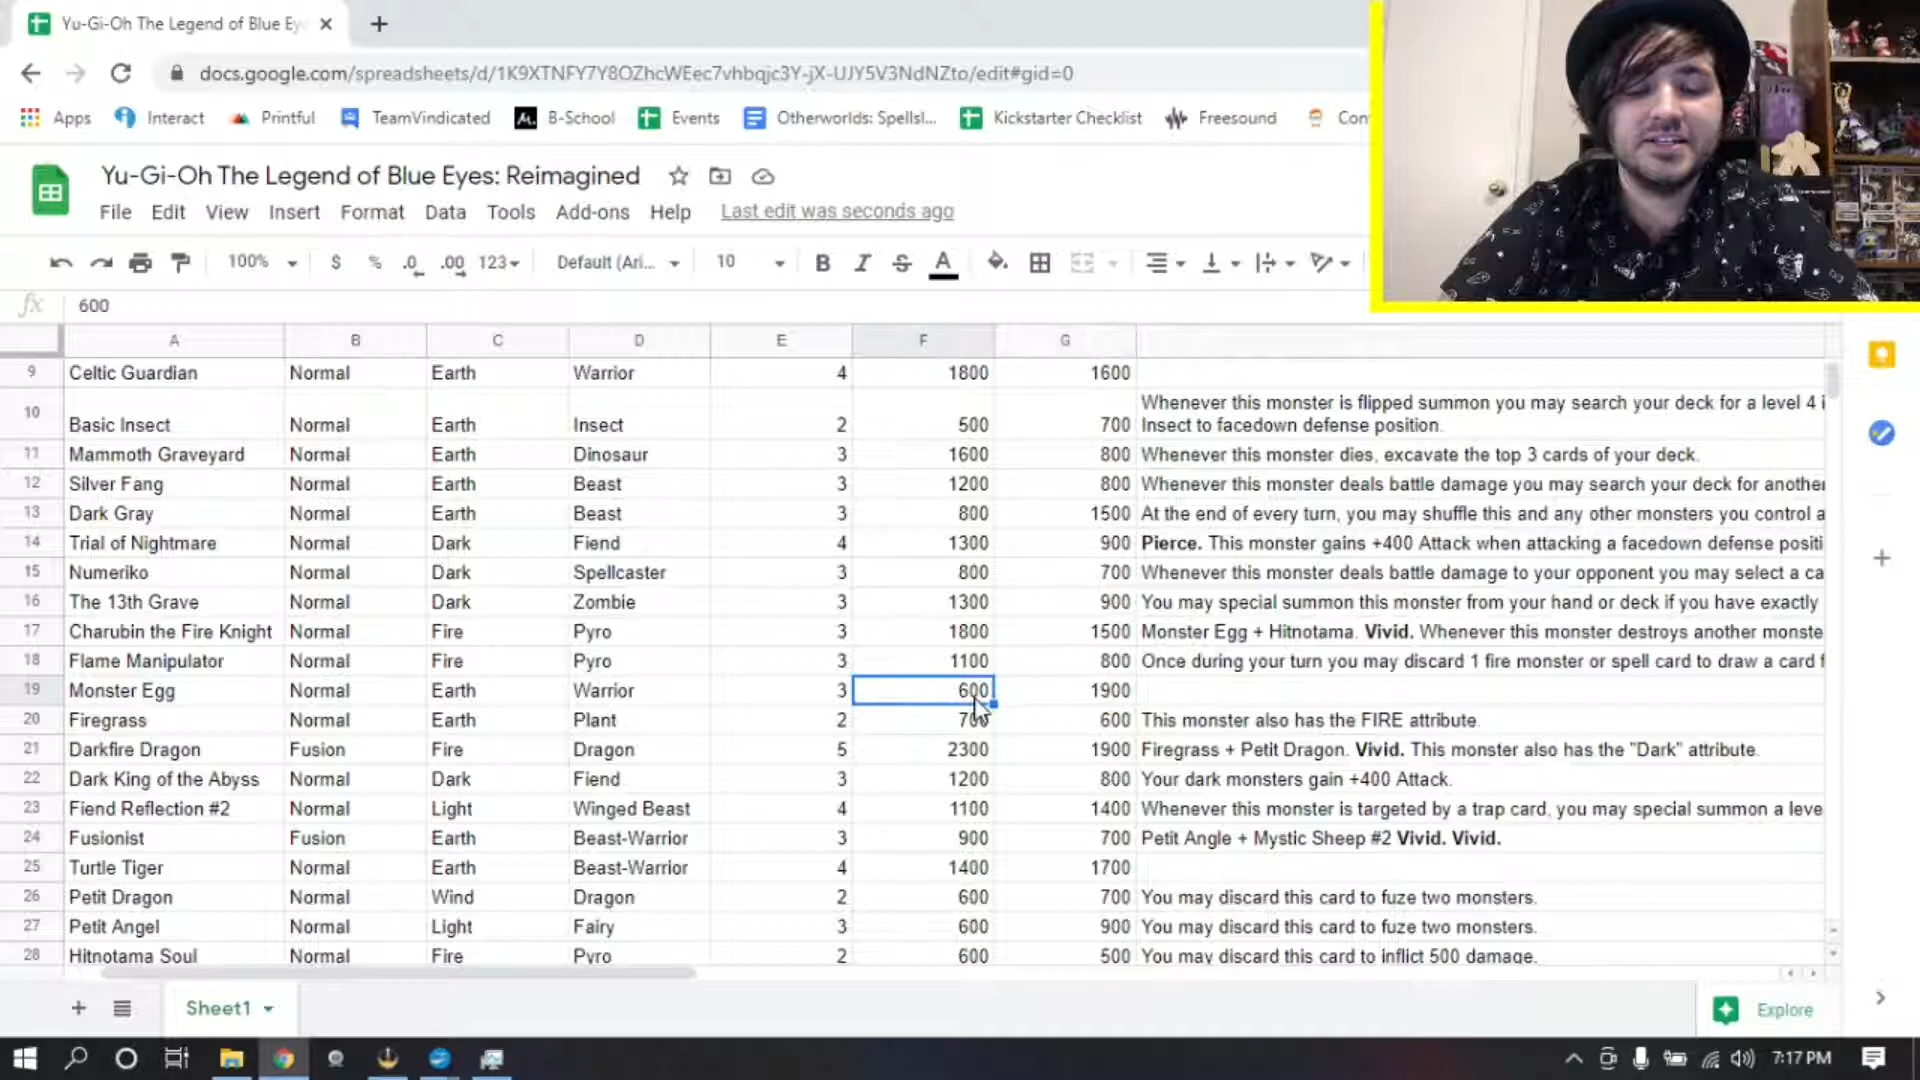 Yu-Gi-Oh The Legend of Blue Ey
docs.google.com/spreadsheets/d/1K9XTNFY7Y8OZhcWEec7vhbqjc3Y-jX-UJY5V3NdNZto/edit#gid=0
Apps Interact Printful TeamVindicated B-School Events Otherworlds: Spellsl... Kickstarter Checklist Freesound Con
Yu-Gi-Oh The Legend of Blue Eyes: Reimagined
File Edit View Insert Format Data Tools Add-ons Help Last edit was seconds ago
100% $ % .0 .00 123 Default (Ari... 10 B I S A
fx 600
A B C D E F G
9 Celtic Guardian Normal Earth Warrior 4 1800 1600
Whenever this monster is flipped summon you may search your deck for a level 4 i
10 Basic Insect Normal Earth Insect 2 500 700 Insect to facedown defense position.
11 Mammoth Graveyard Normal Earth Dinosaur 3 1600 800 Whenever this monster dies, excavate the top 3 cards of your deck.
12 Silver Fang Normal Earth Beast 3 1200 800 Whenever this monster deals battle damage you may search your deck for another
13 Dark Gray Normal Earth Beast 3 800 1500 At the end of every turn, you may shuffle this and any other monsters you control a
14 Trial of Nightmare Normal Dark Fiend 4 1300 900 Pierce. This monster gains +400 Attack when attacking a facedown defense positi
15 Numeriko Normal Dark Spellcaster 3 800 700 Whenever this monster deals battle damage to your opponent you may select a ca
16 The 13th Grave Normal Dark Zombie 3 1300 900 You may special summon this monster from your hand or deck if you have exactly
17 Charubin the Fire Knight Normal Fire Pyro 3 1800 1500 Monster Egg + Hitnotama. Vivid. Whenever this monster destroys another monste
18 Flame Manipulator Normal Fire Pyro 3 1100 800 Once during your turn you may discard 1 fire monster or spell card to draw a card f
19 Monster Egg Normal Earth Warrior 3 600 1900
20 Firegrass Normal Earth Plant 2 700 600 This monster also has the FIRE attribute.
21 Darkfire Dragon Fusion Fire Dragon 5 2300 1900 Firegrass + Petit Dragon. Vivid. This monster also has the "Dark" attribute.
22 Dark King of the Abyss Normal Dark Fiend 3 1200 800 Your dark monsters gain +400 Attack.
23 Fiend Reflection #2 Normal Light Winged Beast 4 1100 1400 Whenever this monster is targeted by a trap card, you may special summon a leve
24 Fusionist Fusion Earth Beast-Warrior 3 900 700 Petit Angle + Mystic Sheep #2 Vivid. Vivid.
25 Turtle Tiger Normal Earth Beast-Warrior 4 1400 1700
26 Petit Dragon Normal Wind Dragon 2 600 700 You may discard this card to fuze two monsters.
27 Petit Angel Normal Light Fairy 3 600 900 You may discard this card to fuze two monsters.
28 Hitnotama Soul Normal Fire Pyro 2 600 500 You may discard this card to inflict 500 damage.
Sheet1 Explore
7:17 PM